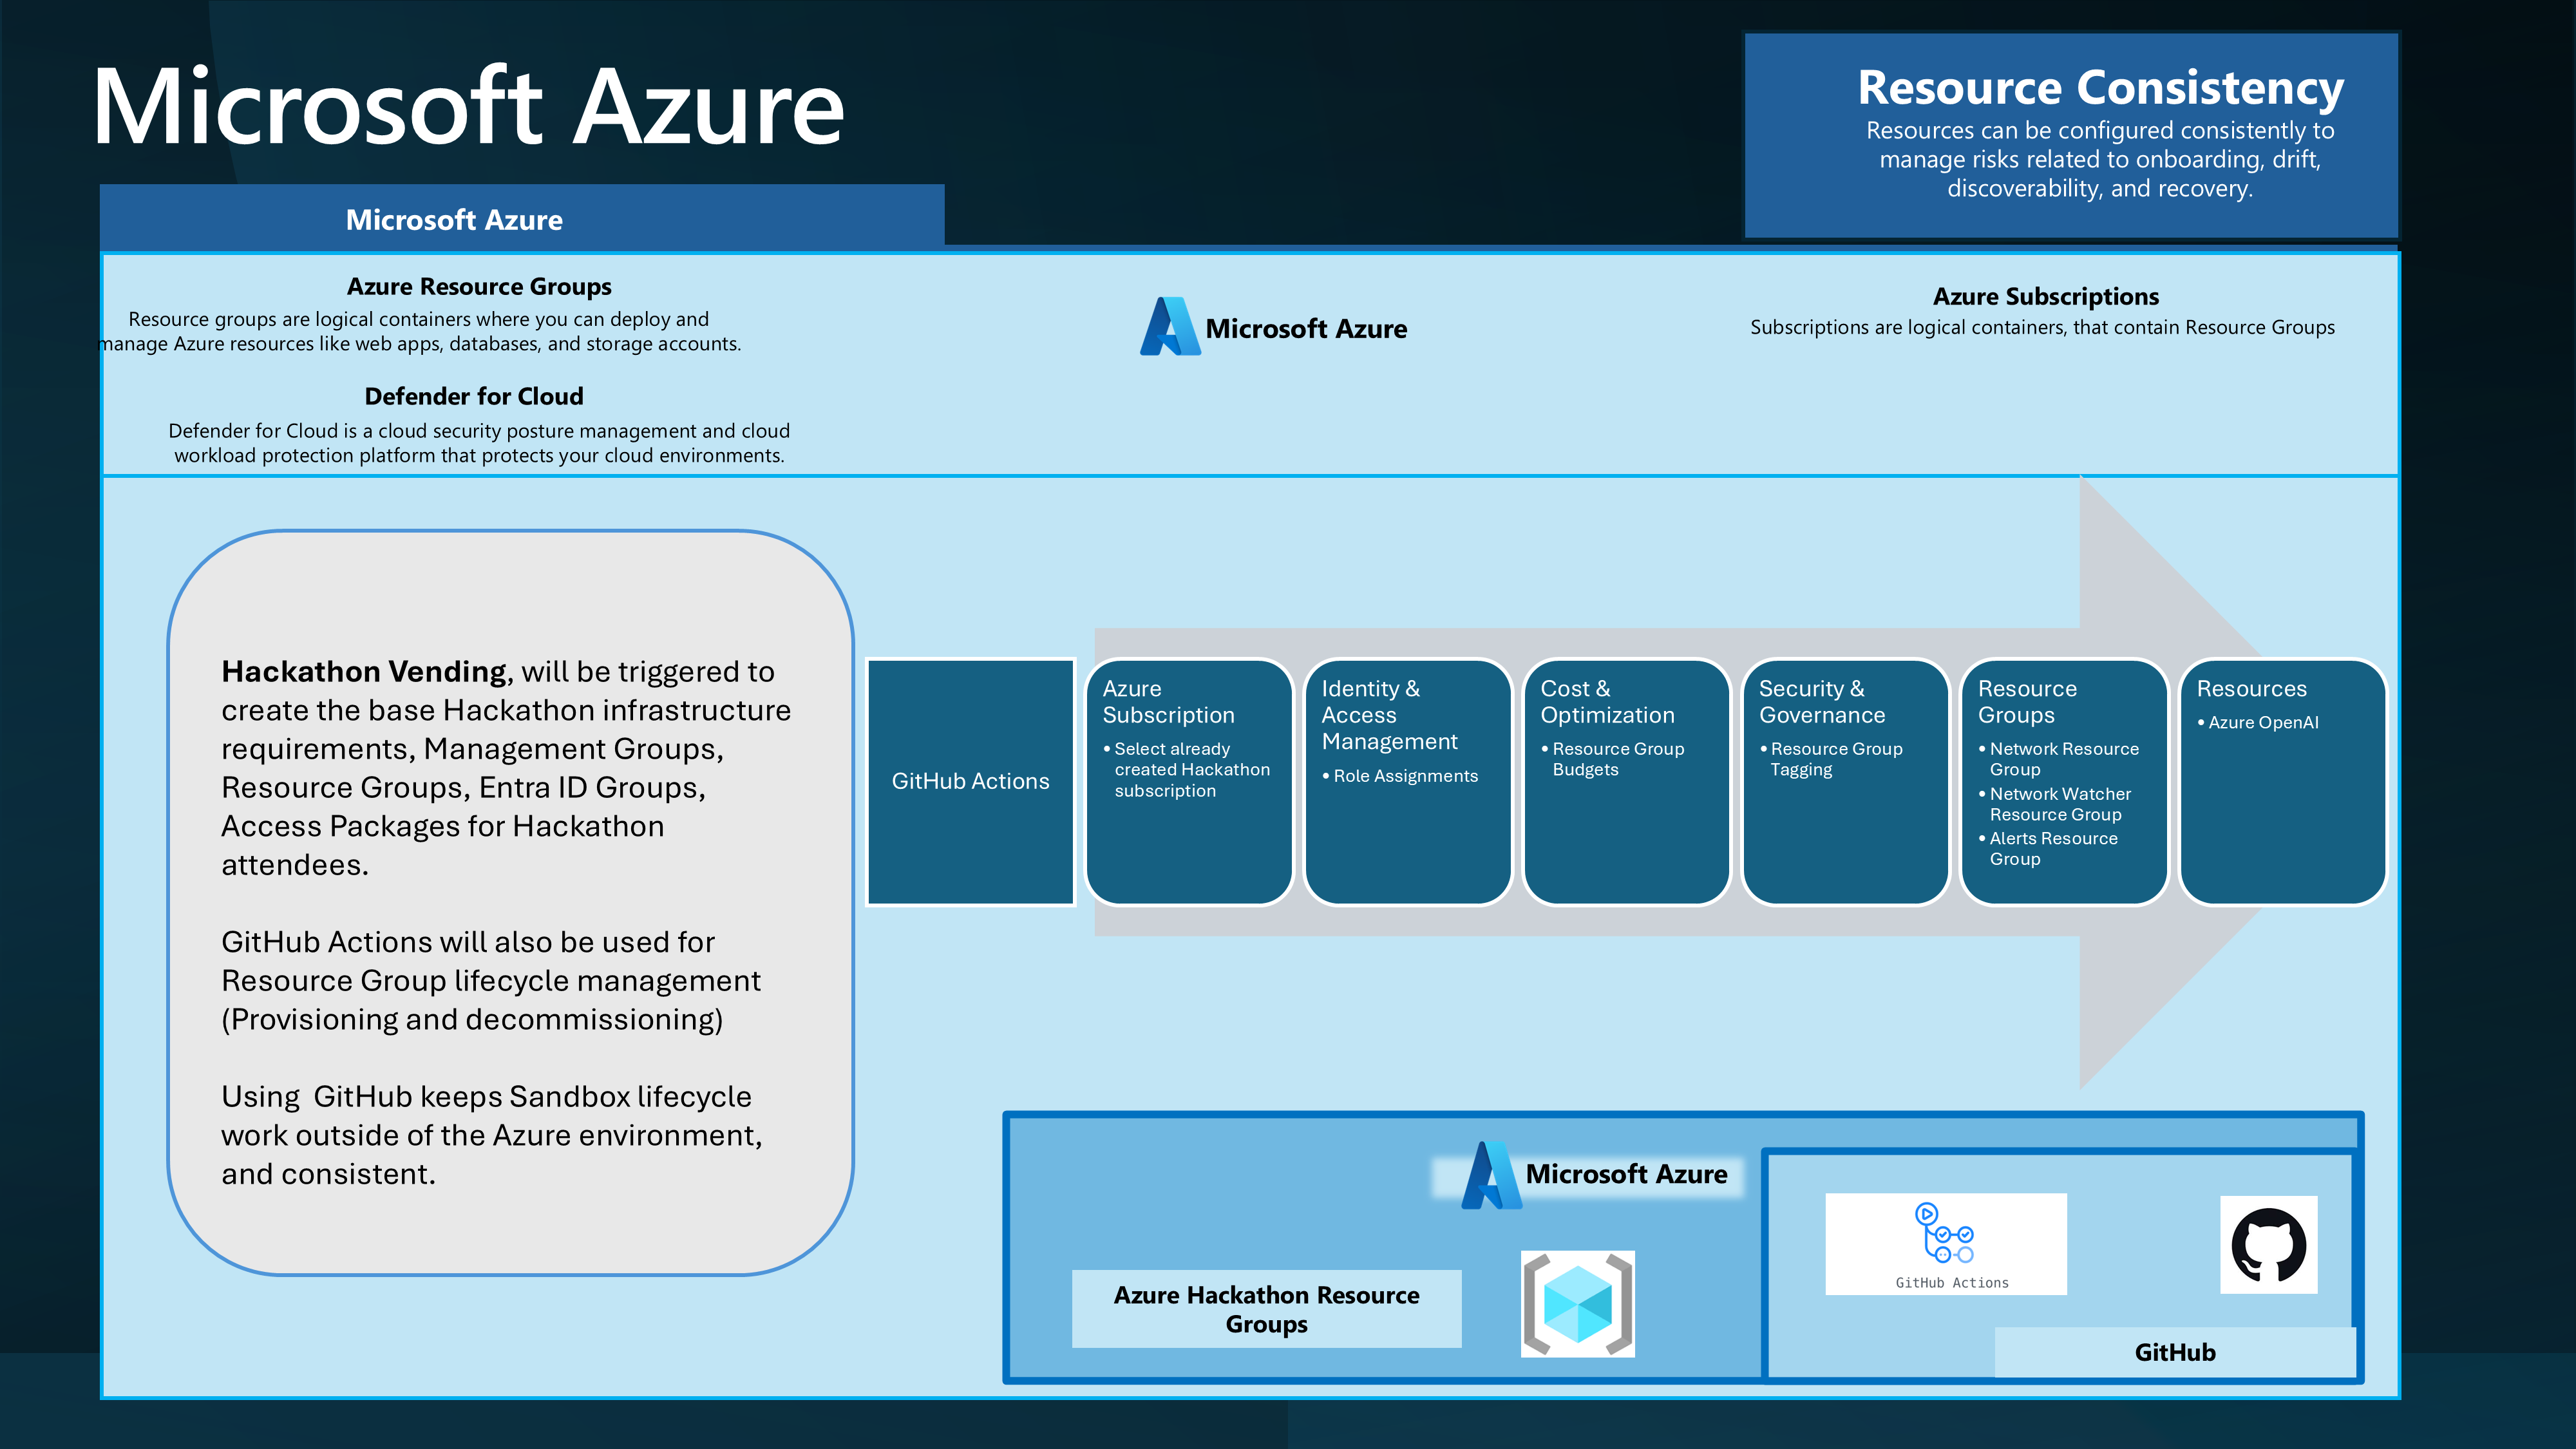 Microsoft Azure
Resource Consistency
Resources can be configured consistently to
manage risks related to onboarding, drift,
discoverability, and recovery.
Microsoft Azure
Azure Resource Groups
Resource groups are logical containers where you can deploy and
manage Azure resources like web apps, databases, and storage accounts.
Defender for Cloud
Defender for Cloud is a cloud security posture management and cloud
workload protection platform that protects your cloud environments.
Microsoft Azure
Azure Subscriptions
Subscriptions are logical containers, that contain Resource Groups
Hackathon Vending, will be triggered to
create the base Hackathon infrastructure
requirements, Management Groups,
Resource Groups, Entra ID Groups,
Access Packages for Hackathon
attendees.
GitHub Actions will also be used for
Resource Group lifecycle management
(Provisioning and decommissioning)
Using  GitHub keeps Sandbox lifecycle
work outside of the Azure environment,
and consistent.
GitHub Actions
Azure
Subscription
• Select already
created Hackathon
subscription
Identity &
Access
Management
• Role Assignments
Cost &
Optimization
• Resource Group
Budgets
Security &
Governance
• Resource Group
Tagging
Resource
Groups
• Network Resource
Group
• Network Watcher
Resource Group
• Alerts Resource
Group
Resources
• Azure OpenAI
Microsoft Azure
Azure Hackathon Resource
Groups
GitHub Actions
GitHub